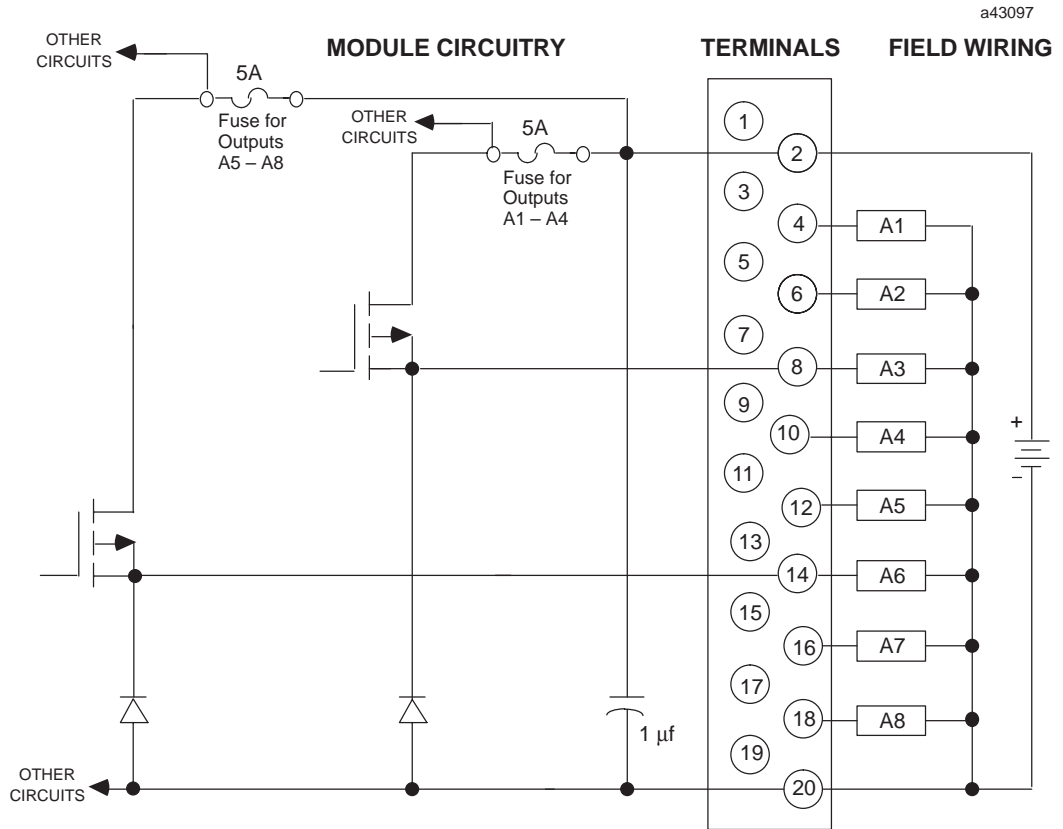 a43097
OTHER
CIRCUITS
MODULE CIRCUITRY
TERMINALS
FIELD WIRING
5A
Fuse for
Outputs
A5 – A8
OTHER
CIRCUITS
5A
Fuse for
Outputs
A1 – A4
1
2
3
4
A1
5
6
A2
7
8
A3
9
10
A4
+
−
11
12
A5
13
14
A6
15
16
A7
17
18
A8
1 μf
19
OTHER
CIRCUITS
20